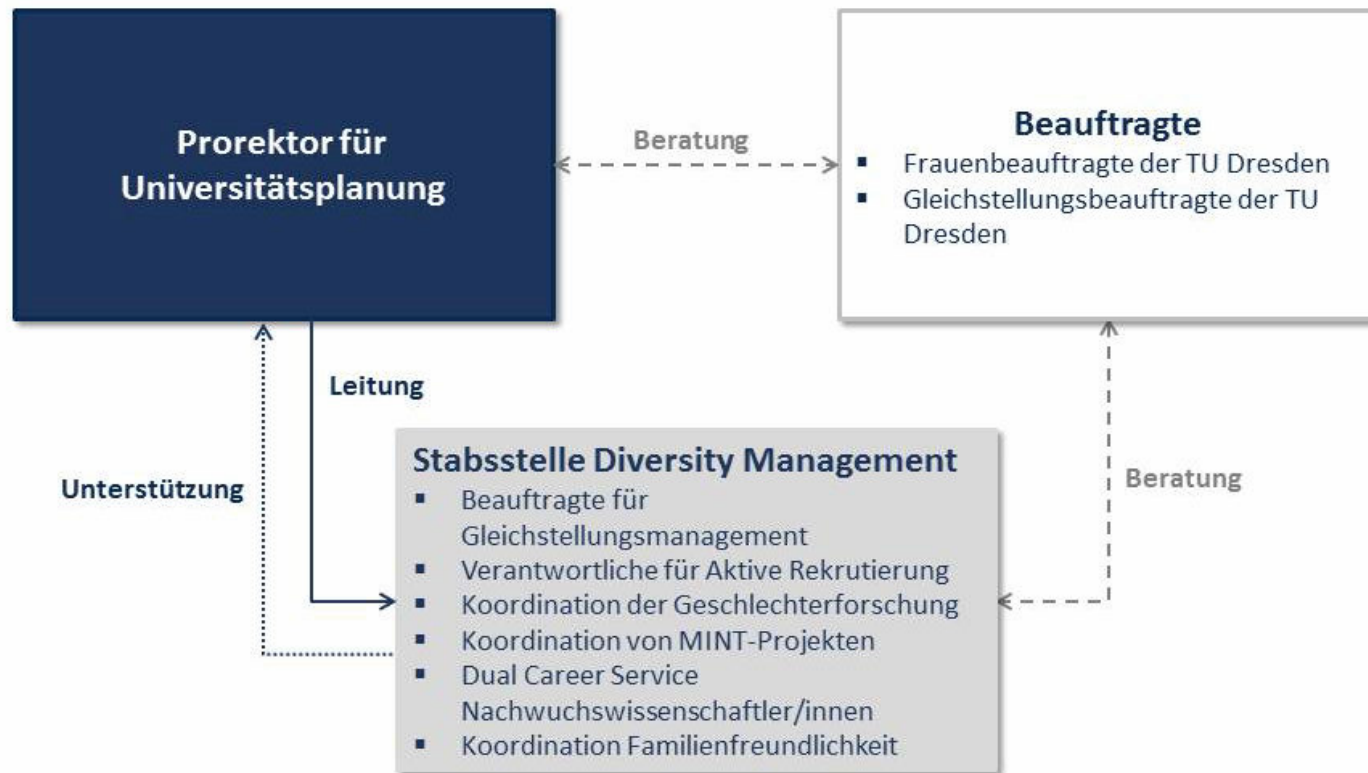 Prorektor für
Universitätsplanung
Beratung
Beauftragte
▪ Frauenbeauftragte der TU Dresden
▪ Gleichstellungsbeauftragte der TU
Dresden
Leitung
Unterstützung
Stabsstelle Diversity Management
▪ Beauftragte für
Gleichstellungsmanagement
▪ Verantwortliche für Aktive Rekrutierung
▪ Koordination der Geschlechterforschung
▪ Koordination von MINT-Projekten
▪ Dual Career Service
Nachwuchswissenschaftler/innen
▪ Koordination Familienfreundlichkeit
Beratung